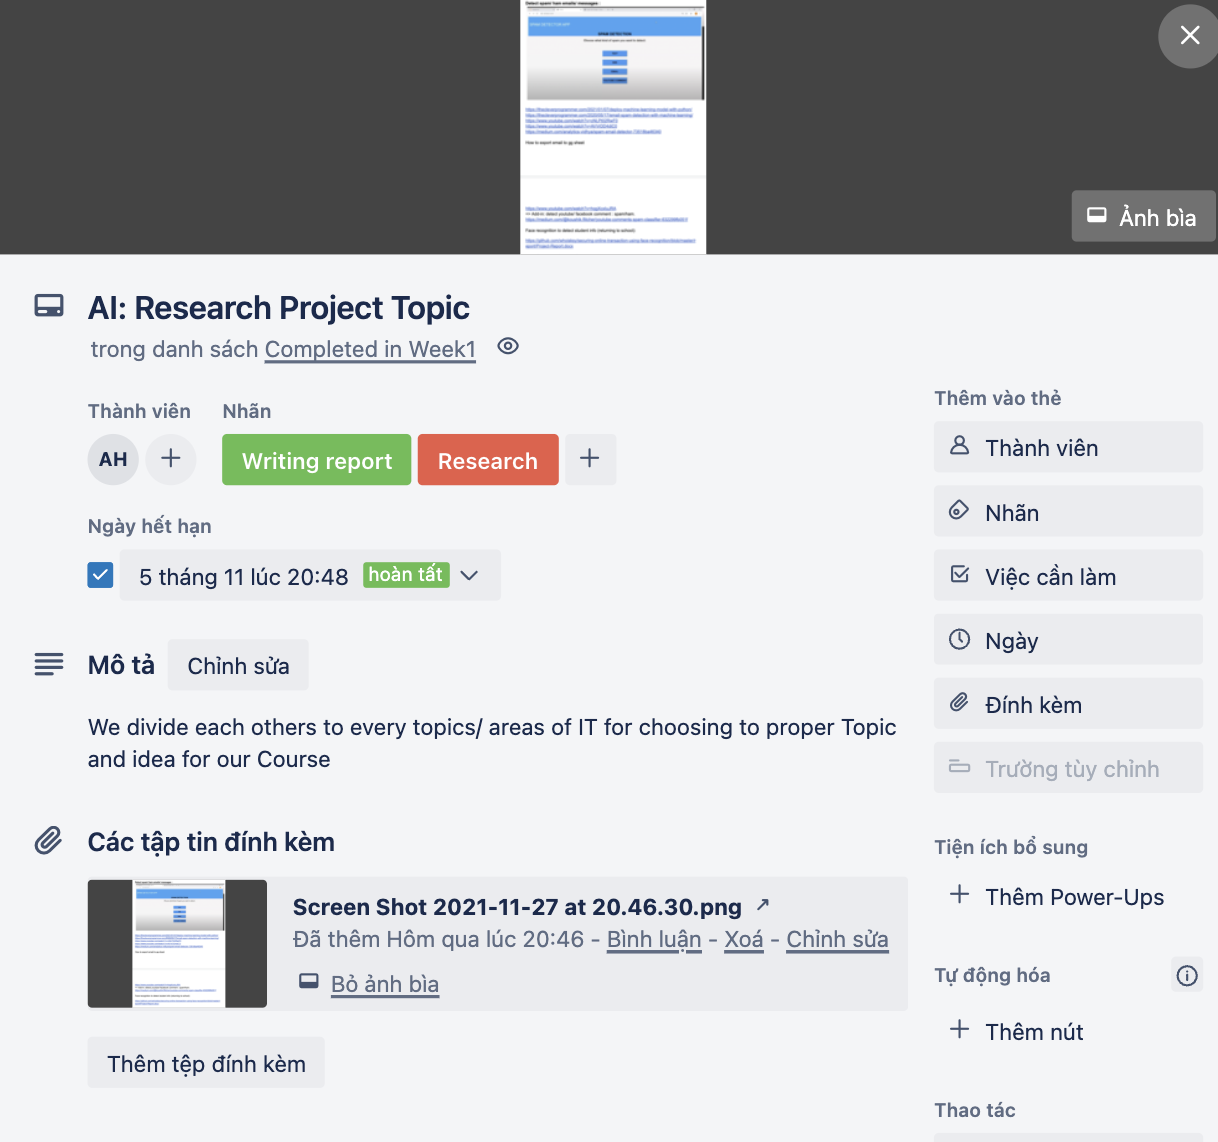 Ảnh bìa
AI: Research Project Topic
trong danh sách Completed in Week1
Thành viên
Nhãn
AH
Writing report
Research
Ngày hết hạn
5 tháng 11 lúc 20:48 hoàn tất
Mô tả
Chỉnh sửa
We divide each others to every topics/ areas of IT for choosing to proper Topic
and idea for our Course
Các tập tin đính kèm
Screen Shot 2021-11-27 at 20.46.30.png
Đã thêm Hôm qua lúc 20:46 - Bình luận - Xoá - Chỉnh sửa
Bỏ ảnh bìa
Thêm tệp đính kèm
Thêm vào thẻ
Thành viên
Nhãn
Việc cần làm
Ngày
Đính kèm
Trường tùy chỉnh
Tiện ích bổ sung
Thêm Power-Ups
Tự động hóa
Thêm nút
Thao tác